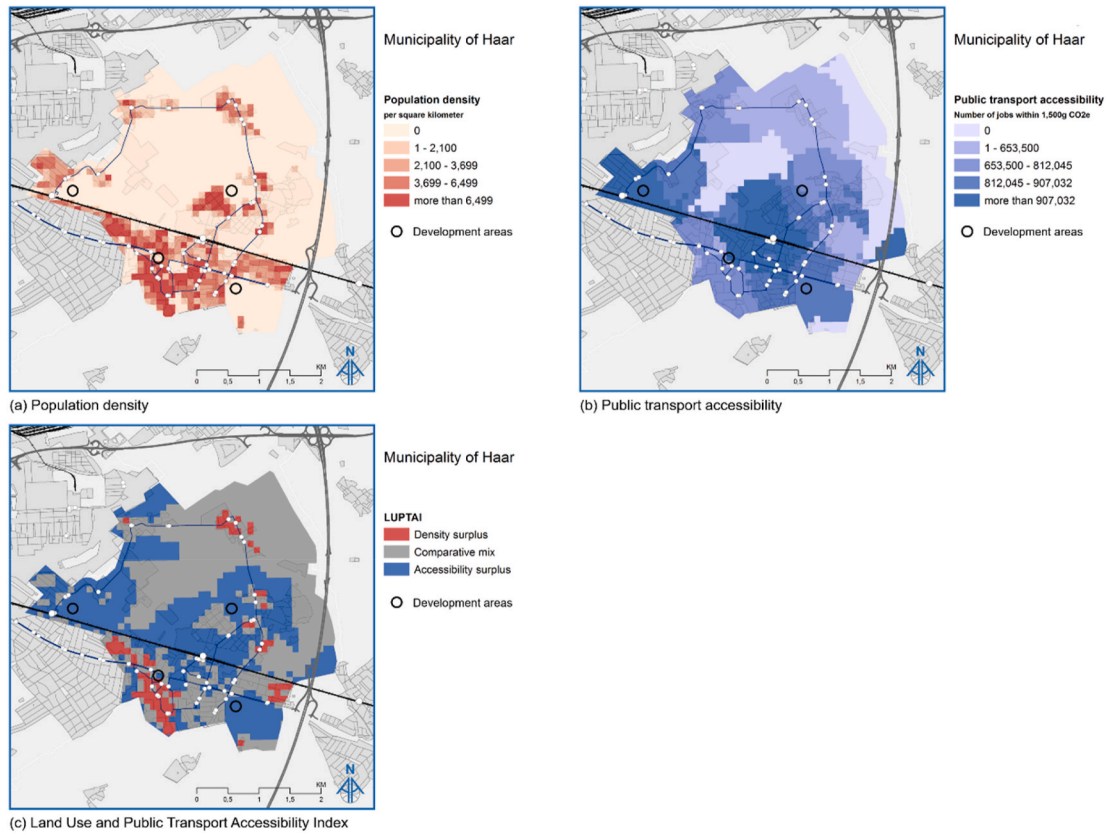 Municipality of Haar
Population density
per square kilometer
0
1 - 2,100
2,100 - 3,699
3,699 - 6,499
more than 6,499
Development areas
KM
0 0,5 1 1,5 2
N
(a) Population density
Municipality of Haar
Public transport accessibility
Number of jobs within 1,500g CO2e
0
1 - 653,500
653,500 - 812,045
812,045 - 907,032
more than 907,032
Development areas
KM
0 0,5 1 1,5 2
N
(b) Public transport accessibility
Municipality of Haar
LUPTAI
Density surplus
Comparative mix
Accessibility surplus
Development areas
KM
0 0,5 1 1,5 2
N
(c) Land Use and Public Transport Accessibility Index